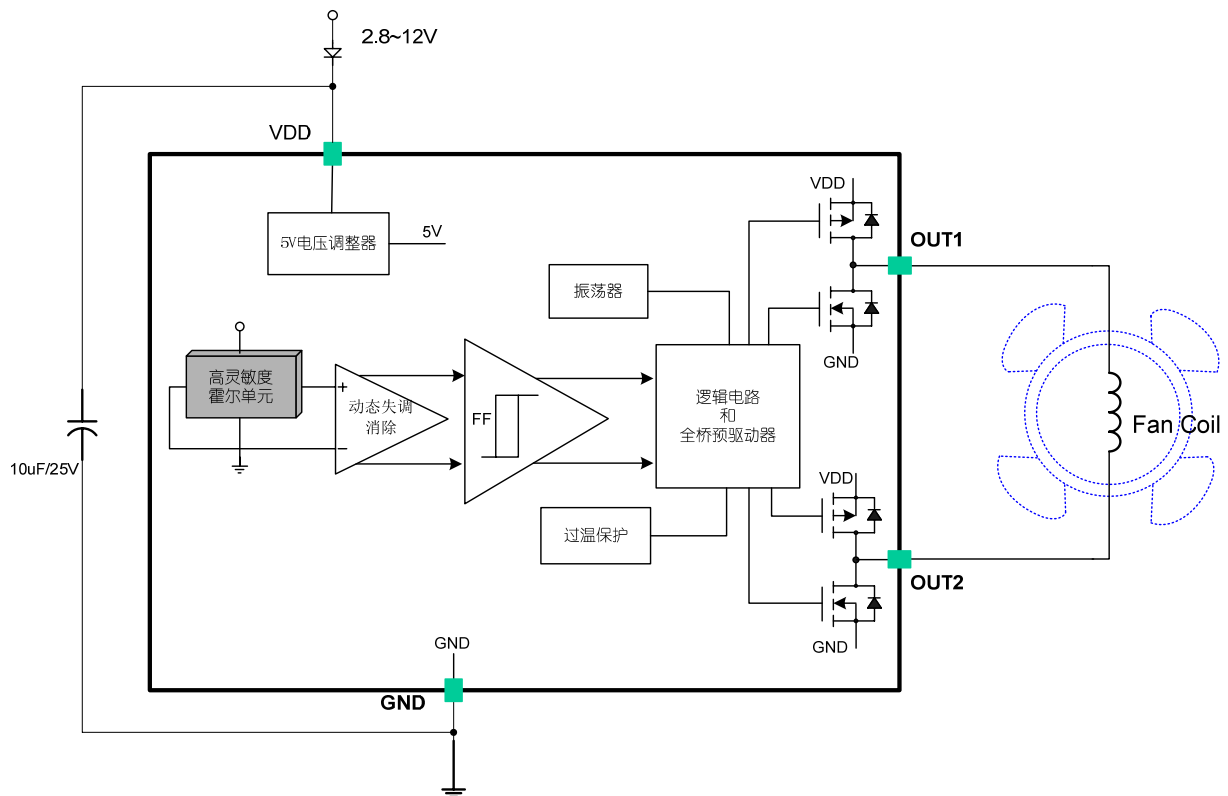 2.8~12V
VDD
5V电压调整器
5V
VDD
OUT1
振荡器
GND
高灵敏度
霍尔单元
+
-
动态失调
消除
FF
逻辑电路
和
全桥预驱动器
Fan Coil
10uF/25V
VDD
过温保护
OUT2
GND
GND
GND